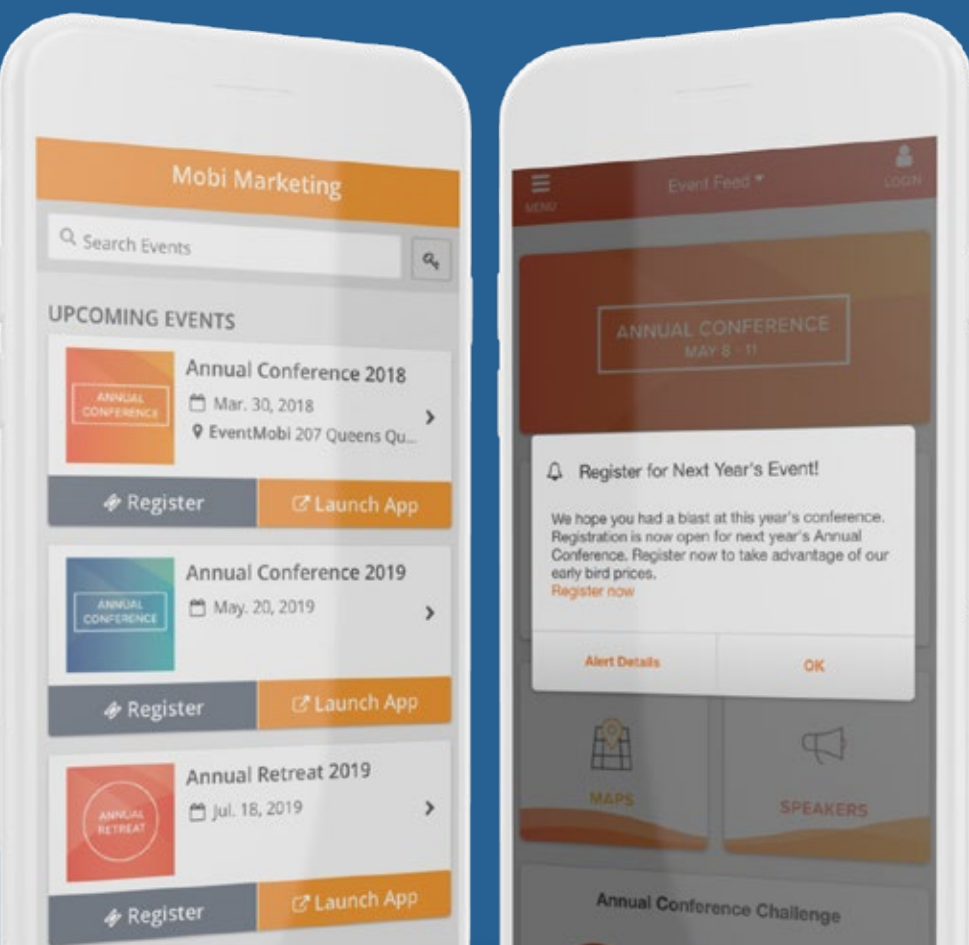 Mobi Marketing
Search Events
UPCOMING EVENTS
ANNUAL
CONFERENCE
Annual Conference 2018
Mar. 30, 2018
EventMobi 207 Queens Qu...
Register
Launch App
ANNUAL
CONFERENCE
Annual Conference 2019
May. 20, 2019
Register
Launch App
ANNUAL
RETREAT
Annual Retreat 2019
Jul. 18, 2019
Register
Launch App
MENU
Event Feed
LOGIN
ANNUAL CONFERENCE
MAY 8 - 11
Register for Next Year's Event!
We hope you had a blast at this year's conference.
Registration is now open for next year's Annual
Conference. Register now to take advantage of our
early bird prices.
Register now
Alert Details
OK
MAPS
SPEAKERS
Annual Conference Challenge